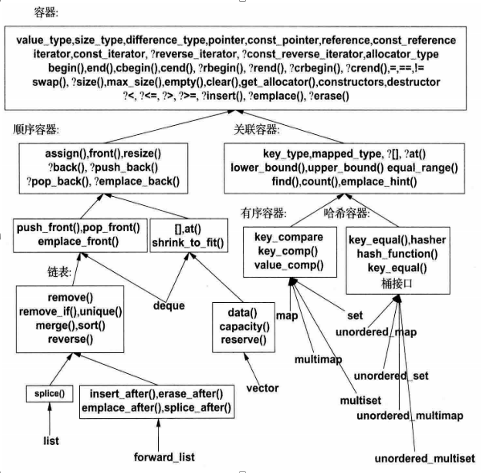 容器:
value_type,size_type,difference_type,pointer,const_pointer,reference,const_reference
iterator,const_iterator, ?reverse_iterator, ?const_reverse_iterator,allocator_type
begin(),end(),cbegin(),cend(), ?rbegin(), ?rend(), ?crbegin(), ?crend(),=,==,!=
swap(), ?size(),max_size(),empty(),clear(),get_allocator(),constructors,destructor
?<, ?<=, ?>, ?>=, ?insert(), ?emplace(), ?erase()
顺序容器:
关联容器:
assign(),front(),resize()
?back(), ?push_back()
?pop_back(), ?emplace_back()
key_type,mapped_type, ?[], ?at()
lower_bound(),upper_bound() equal_range()
find(),count(),emplace_hint()
有序容器:
哈希容器:
push_front(),pop_front()
emplace_front()
[],at()
shrink_to_fit()
key_compare
key_comp()
value_comp()
key_equal(),hasher
hash_function()
key_equal()
桶接口
链表:
remove()
remove_if(),unique()
merge(),sort()
reverse()
deque
data()
capacity()
reserve()
map
set
unordered_map
multimap
unordered_set
vector
multiset
unordered_multimap
splice()
insert_after(),erase_after()
emplace_after(),splice_after()
list
forward_list
unordered_multiset